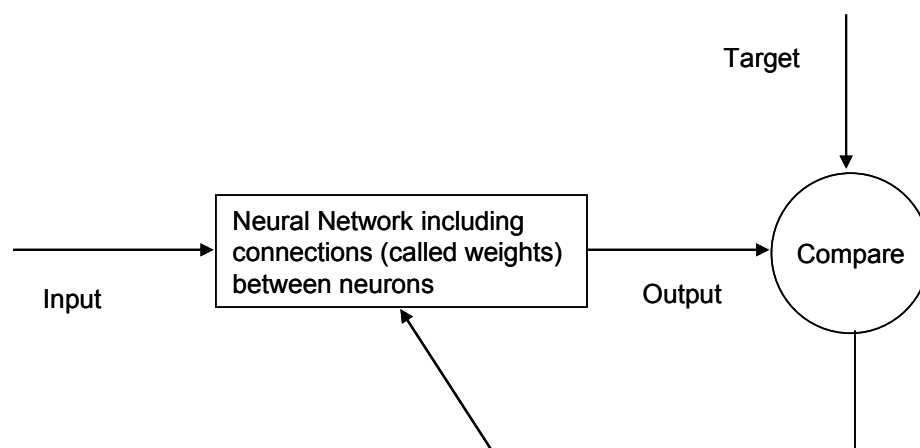 Target
Neural Network including
connections (called weights)
between neurons
Compare
Input
Output